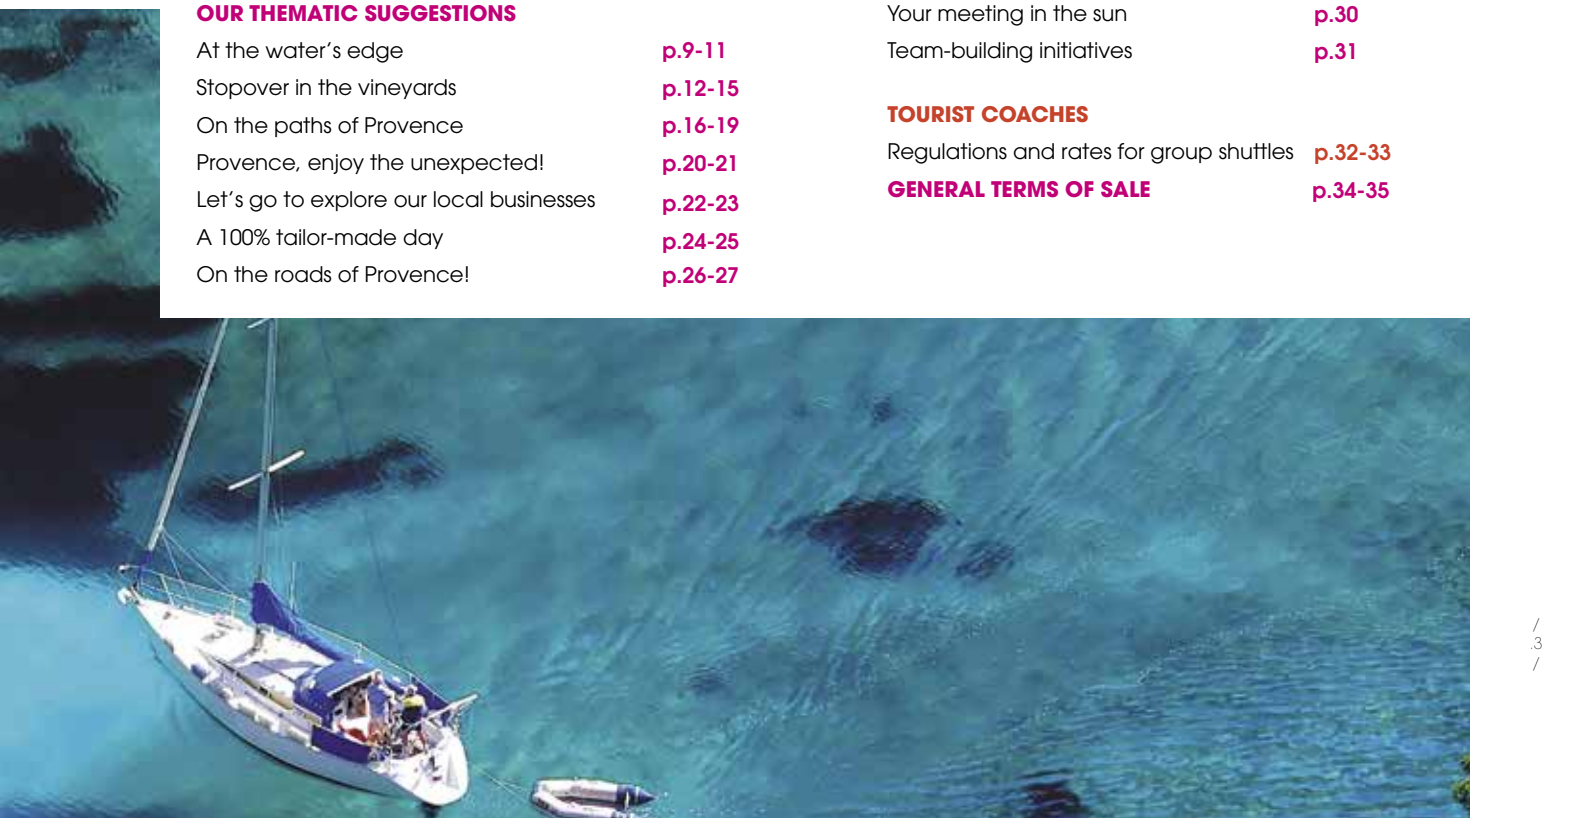 OUR THEMATIC SUGGESTIONS
At the water's edge p.9-11
Stopover in the vineyards p.12-15
On the paths of Provence p.16-19
Provence, enjoy the unexpected! p.20-21
Let's go to explore our local businesses p.22-23
A 100% tailor-made day p.24-25
On the roads of Provence! p.26-27
Your meeting in the sun p.30
Team-building initiatives p.31
TOURIST COACHES
Regulations and rates for group shuttles p.32-33
GENERAL TERMS OF SALE p.34-35
/
.3
/